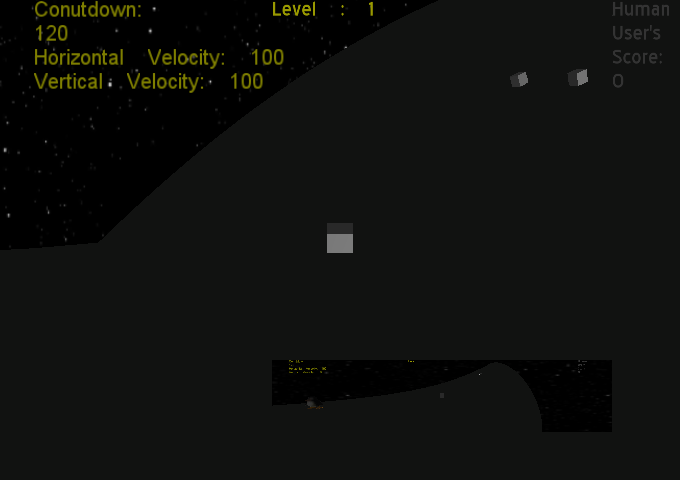 Conutdown:
120
Horizontal Velocity: 100
Vertical Velocity: 100
Level : 1
Human
User's
Score:
0